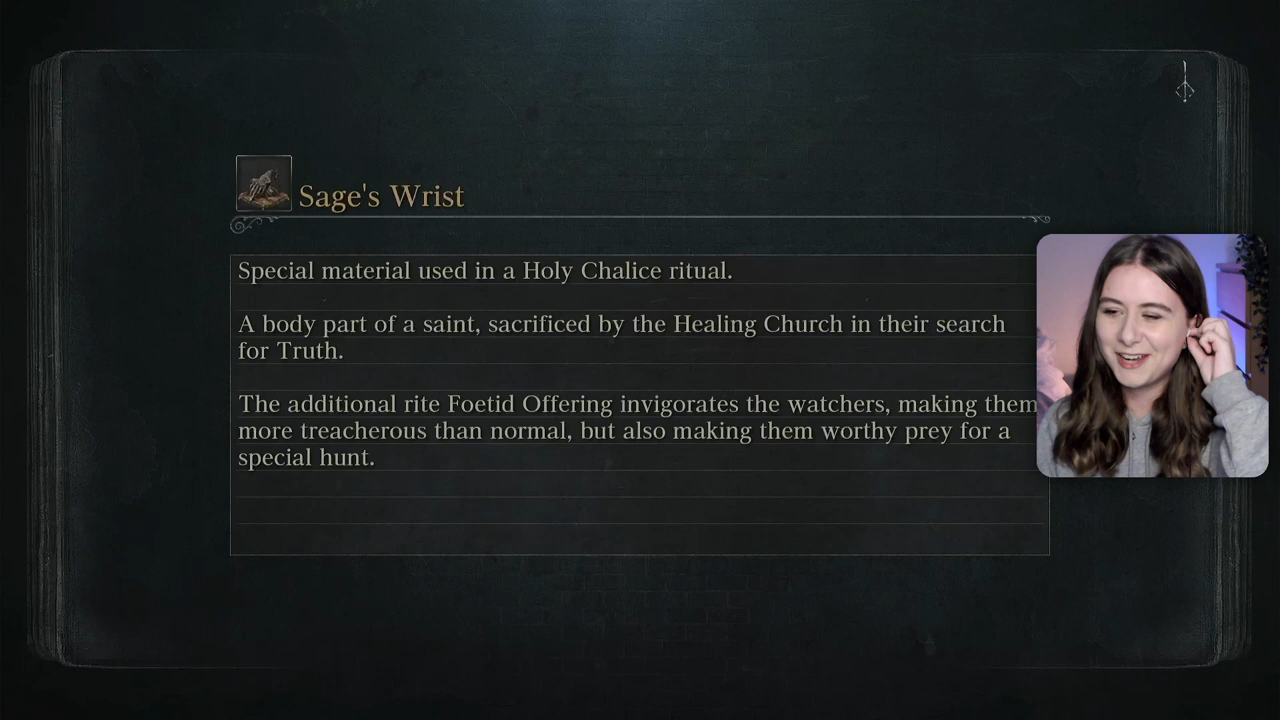 Sage's Wrist
Special material used in a Holy Chalice ritual.
A body part of a saint, sacrificed by the Healing Church in their search
for Truth.
The additional rite Foetid Offering invigorates the watchers, making them
more treacherous than normal, but also making them worthy prey for a
special hunt.